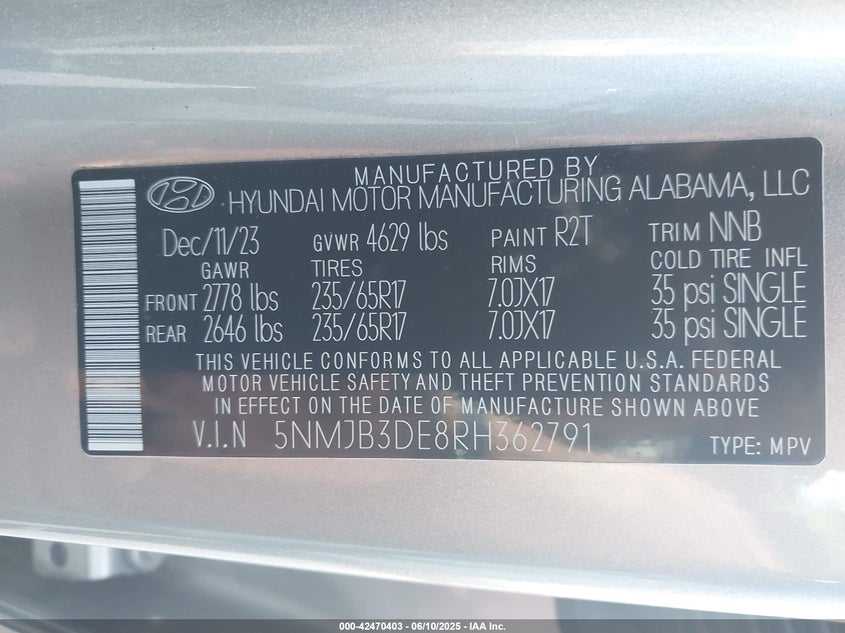 MANUFACTURED BY
HYUNDAI MOTOR MANUFACTURING ALABAMA, LLC
Dec/11/23 GVWR 4629 lbs PAINT R2T TRIM NNB
GAWR TIRES RIMS COLD TIRE INFL
FRONT 2778 lbs 235/65R17 7.0JX17 35 psi SINGLE
REAR 2646 lbs 235/65R17 7.0JX17 35 psi SINGLE
THIS VEHICLE CONFORMS TO ALL APPLICABLE U.S.A. FEDERAL
MOTOR VEHICLE SAFETY AND THEFT PREVENTION STANDARDS
IN EFFECT ON THE DATE OF MANUFACTURE SHOWN ABOVE
V.I.N 5NMJB3DE8RH362791 TYPE: MPV
000-42470403 — 06/10/2025 — IAA Inc.